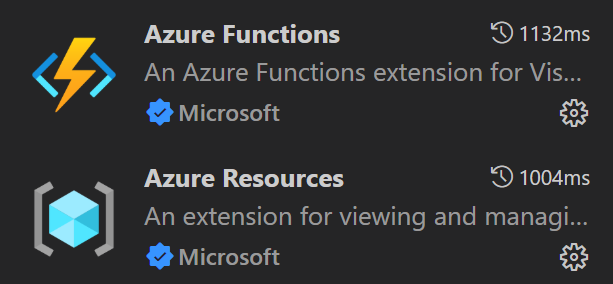 Azure Functions 1132ms
An Azure Functions extension for Vis...
Microsoft
Azure Resources 1004ms
An extension for viewing and managi...
Microsoft